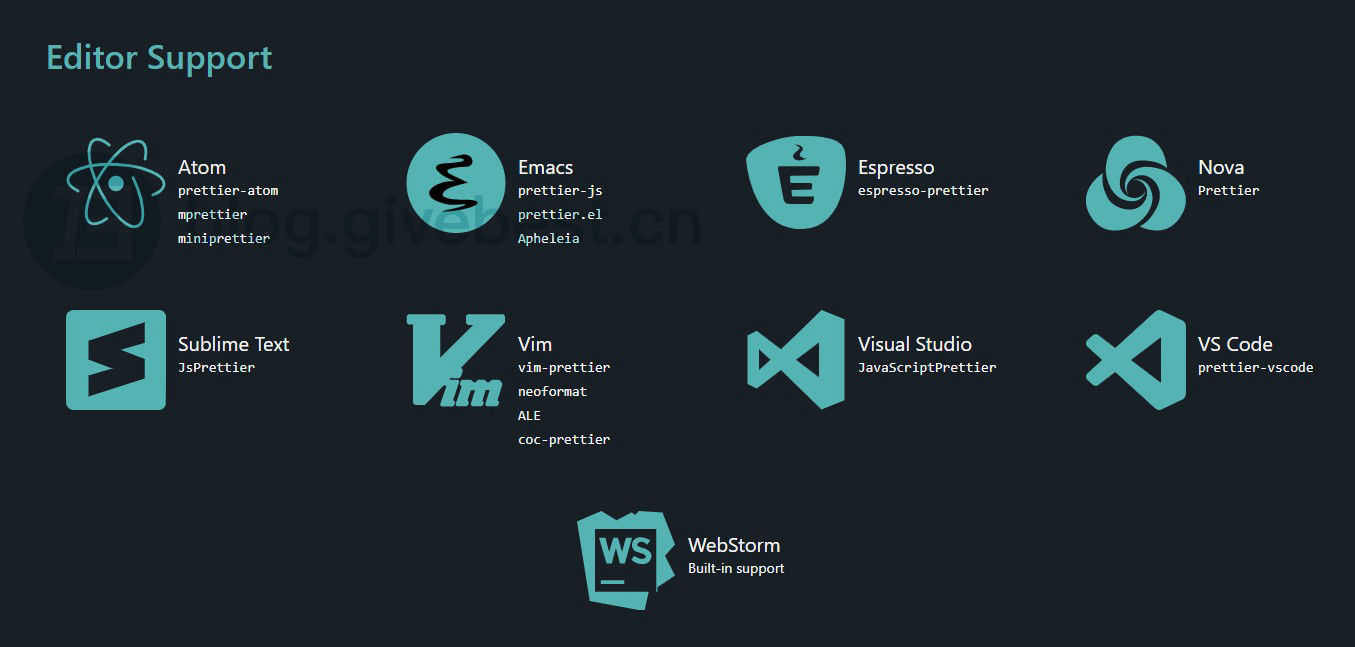 Editor Support
Atom
prettier-atom
mprettier
miniprettier
Emacs
prettier-js
prettier.el
Apheleia
Espresso
espresso-prettier
Nova
Prettier
Sublime Text
JsPrettier
Vim
Vim
vim-prettier
neoformat
ALE
coc-prettier
Visual Studio
JavaScriptPrettier
VS Code
prettier-vscode
WS
WebStorm
Built-in support
blog.givebest.cn